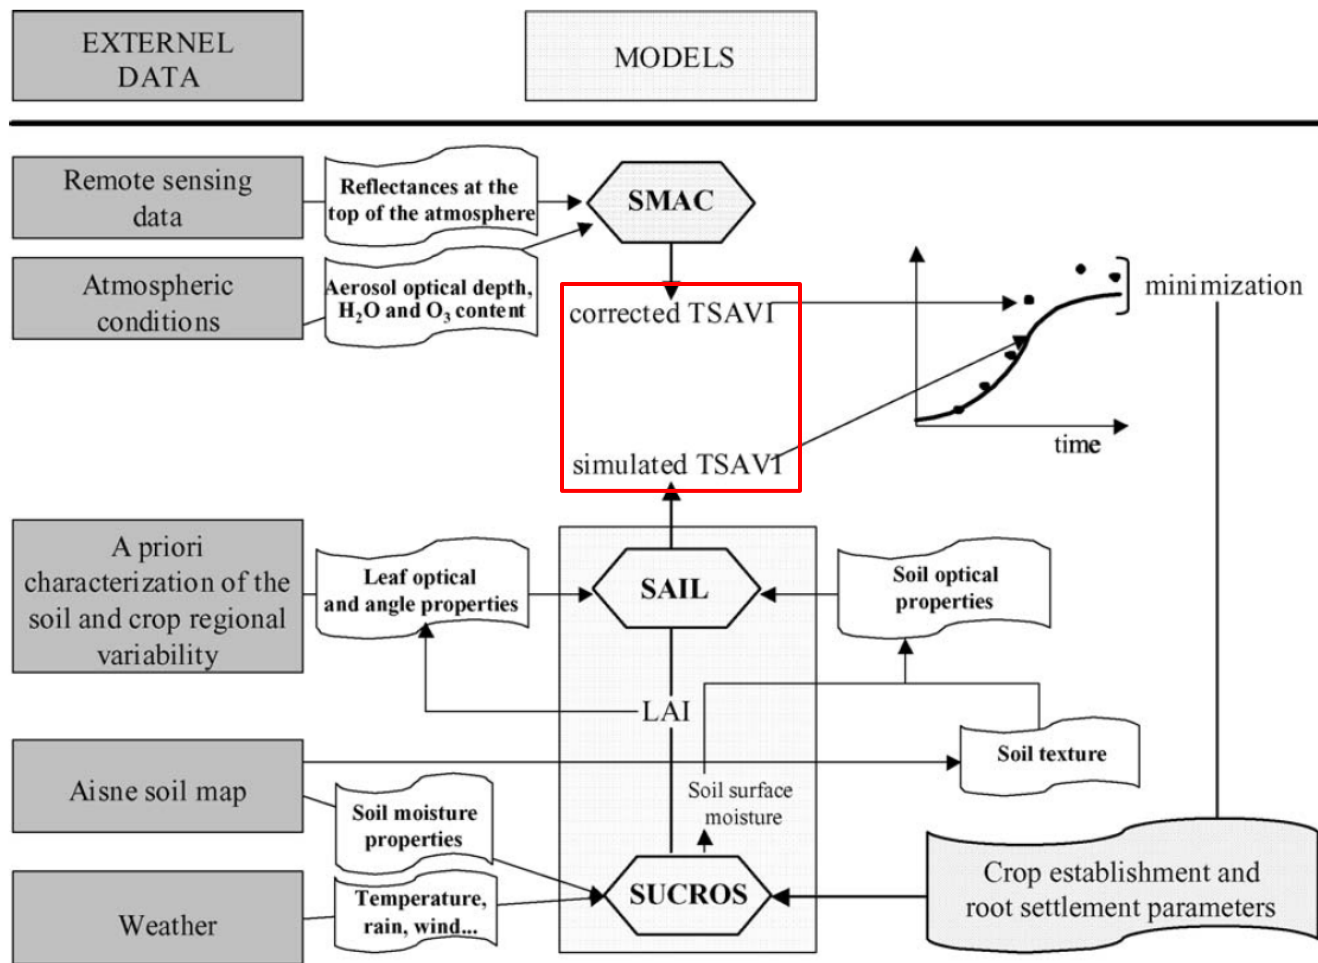 EXTERNEL
DATA
MODELS
Remote sensing
data
Reflectances at the
top of the atmosphere
SMAC
Atmospheric
conditions
Aerosol optical depth,
H₂O and O₃ content
corrected TSAVI
minimization
time
simulated TSAVI
A priori
characterization of the
soil and crop regional
variability
Leaf optical
and angle properties
SAIL
Soil optical
properties
LAI
Aisne soil map
Soil texture
Soil surface
moisture
Soil moisture
properties
Weather
Temperature,
rain, wind...
SUCROS
Crop establishment and
root settlement parameters